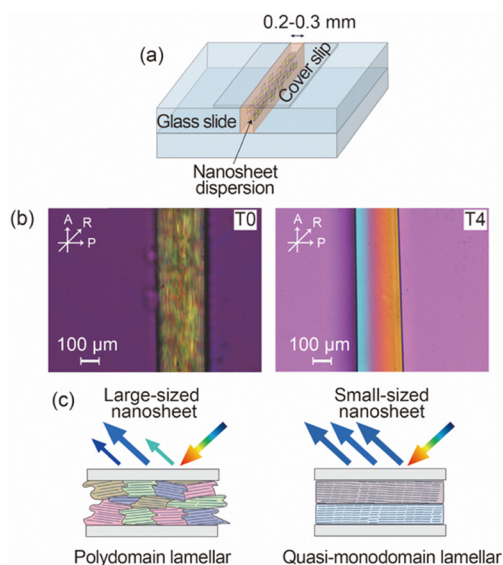 0.2-0.3 mm
(a)
Cover slip
Glass slide
Nanosheet
dispersion
(b)
A
R
P
T0
100 µm
A
R
P
T4
100 µm
(c)
Large-sized
nanosheet
Small-sized
nanosheet
Polydomain lamellar
Quasi-monodomain lamellar